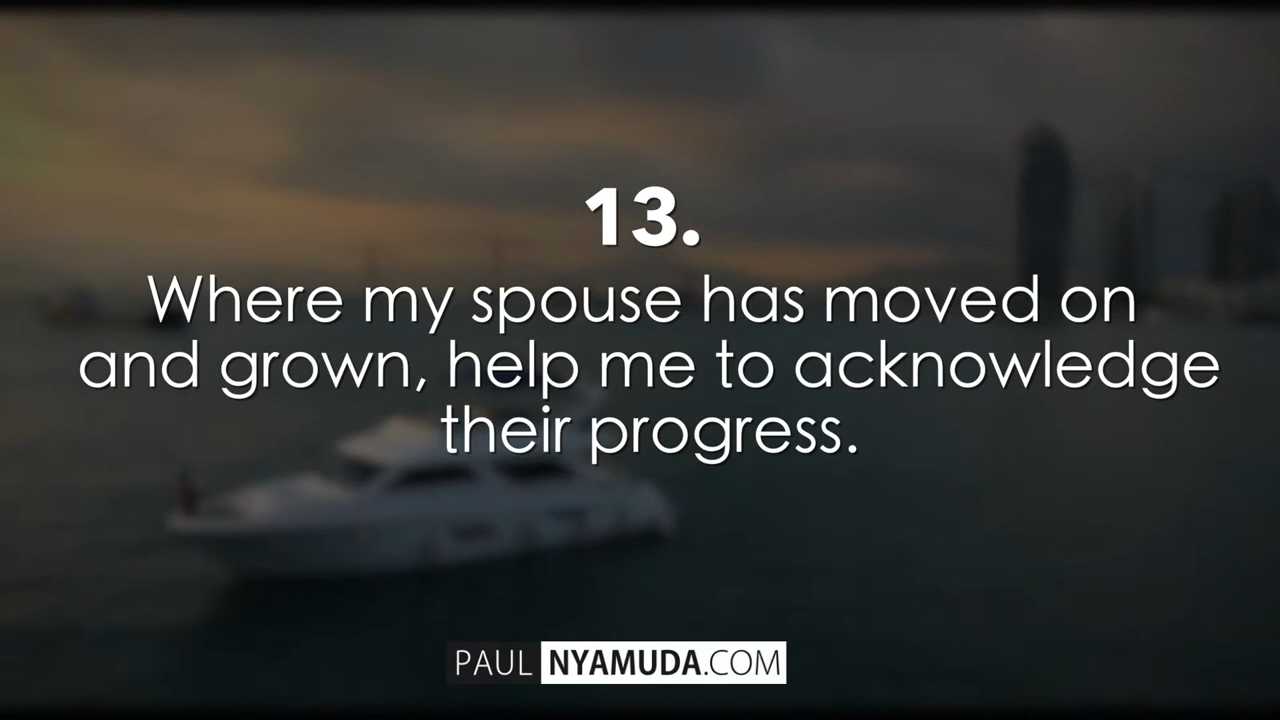 13.
Where my spouse has moved on
and grown, help me to acknowledge
their progress.
PAUL NYAMUDA.COM